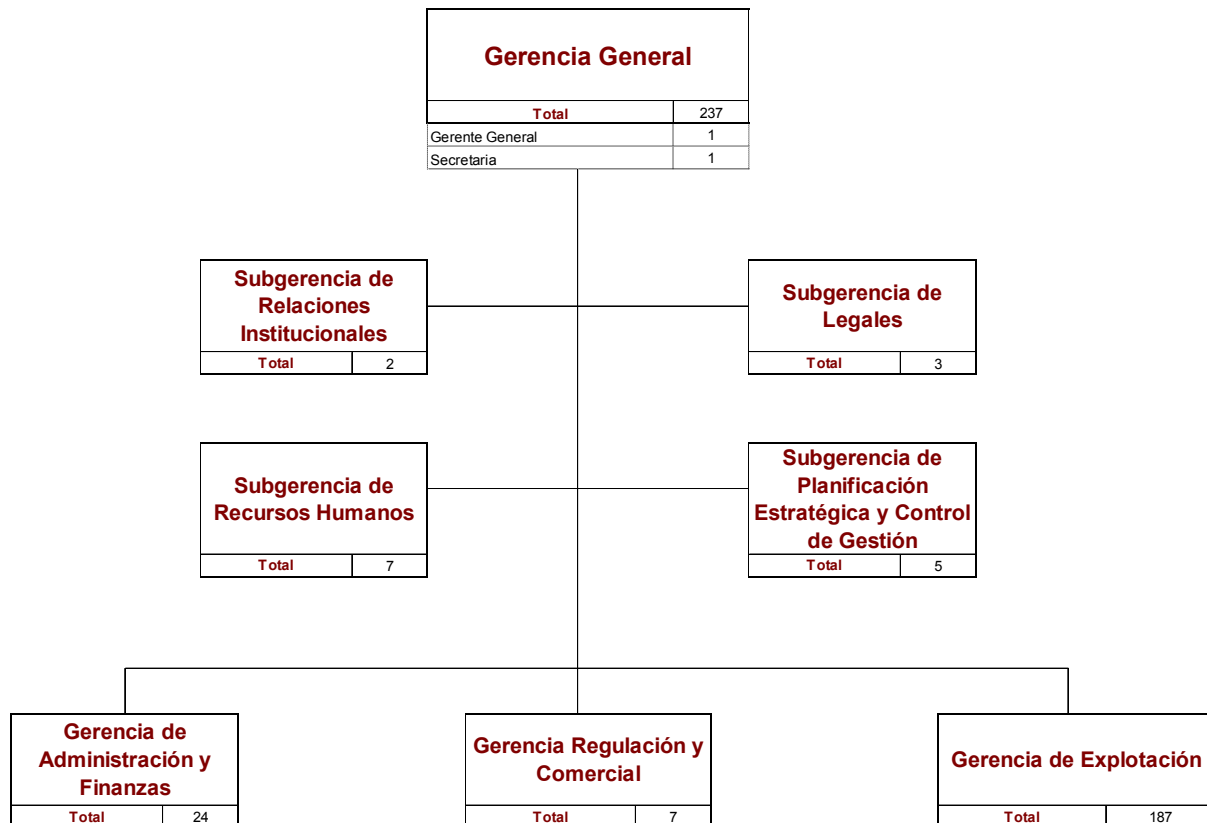 Gerencia General
Total 237
Gerente General 1
Secretaria 1
Subgerencia de
Relaciones
Institucionales
Total 2
Subgerencia de
Legales
Total 3
Subgerencia de
Recursos Humanos
Total 7
Subgerencia de
Planificación
Estratégica y Control
de Gestión
Total 5
Gerencia de
Administración y
Finanzas
Total 24
Gerencia Regulación y
Comercial
Total 7
Gerencia de Explotación
Total 187